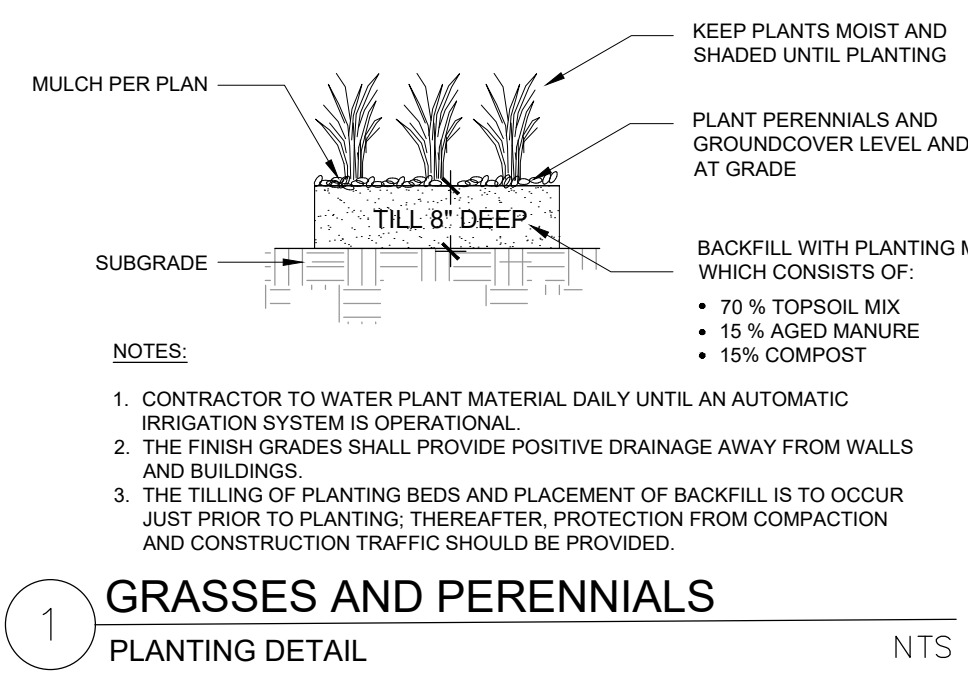 KEEP PLANTS MOIST AND
SHADED UNTIL PLANTING
MULCH PER PLAN
PLANT PERENNIALS AND
GROUNDCOVER LEVEL AND
AT GRADE
TILL 8" DEEP
SUBGRADE
BACKFILL WITH PLANTING
WHICH CONSISTS OF:
• 70 % TOPSOIL MIX
• 15 % AGED MANURE
• 15% COMPOST
NOTES:
1. CONTRACTOR TO WATER PLANT MATERIAL DAILY UNTIL AN AUTOMATIC
IRRIGATION SYSTEM IS OPERATIONAL.
2. THE FINISH GRADES SHALL PROVIDE POSITIVE DRAINAGE AWAY FROM WALLS
AND BUILDINGS.
3. THE TILLING OF PLANTING BEDS AND PLACEMENT OF BACKFILL IS TO OCCUR
JUST PRIOR TO PLANTING; THEREAFTER, PROTECTION FROM COMPACTION
AND CONSTRUCTION TRAFFIC SHOULD BE PROVIDED.
1
GRASSES AND PERENNIALS
PLANTING DETAIL
NTS